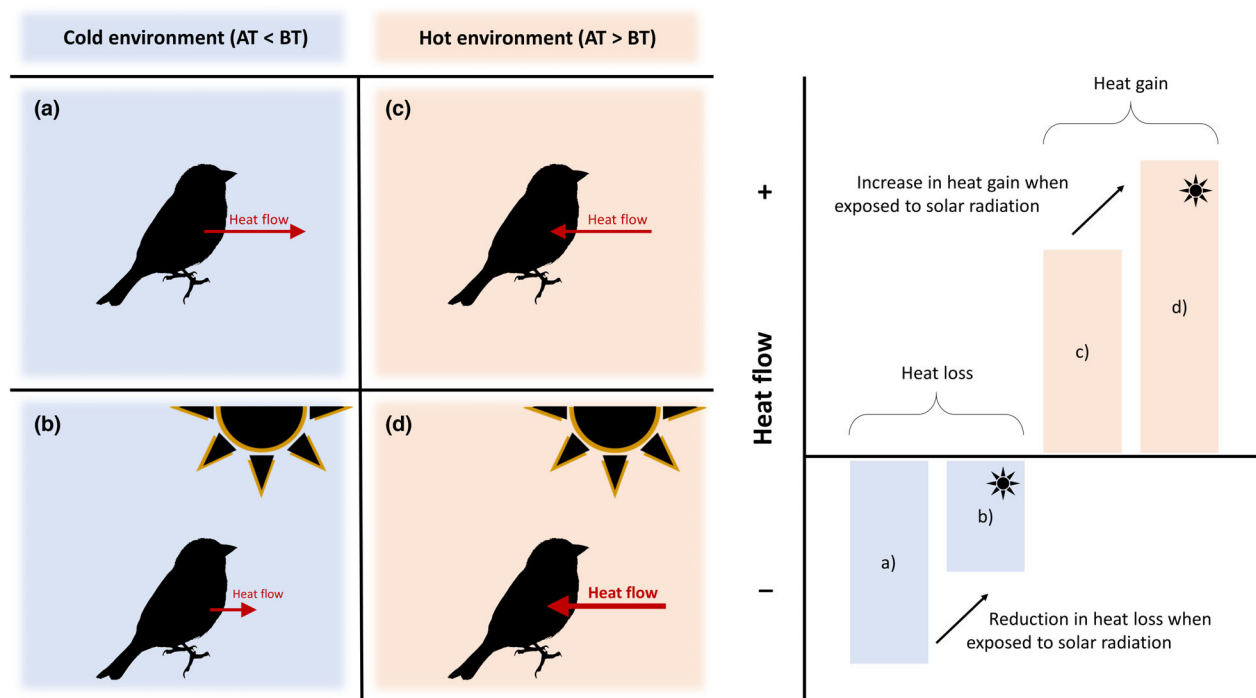 Cold environment (AT < BT)
Hot environment (AT > BT)
(a)
Heat flow
(c)
Heat flow
(b)
Heat flow
(d)
Heat flow
Heat flow
+
–
Heat gain
Increase in heat gain when
exposed to solar radiation
c)
d)
Heat loss
a)
b)
Reduction in heat loss when
exposed to solar radiation